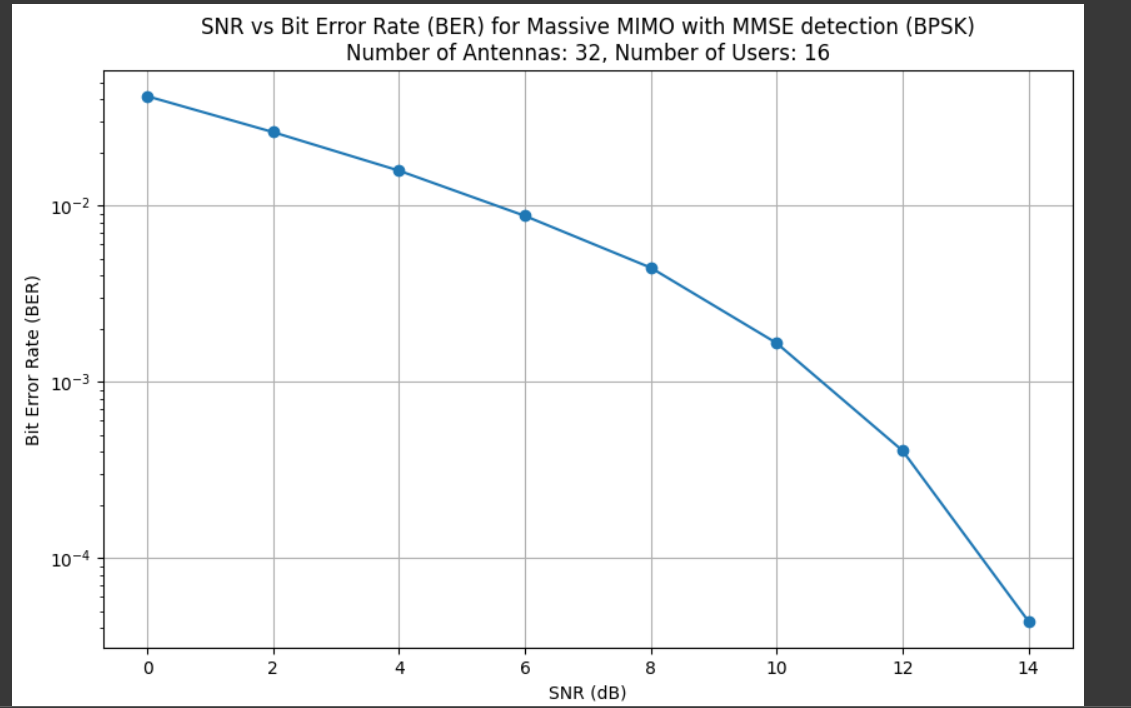 SNR vs Bit Error Rate (BER) for Massive MIMO with MMSE detection (BPSK)
Number of Antennas: 32, Number of Users: 16
Bit Error Rate (BER)
10⁻²
10⁻³
10⁻⁴
0 2 4 6 8 10 12 14
SNR (dB)